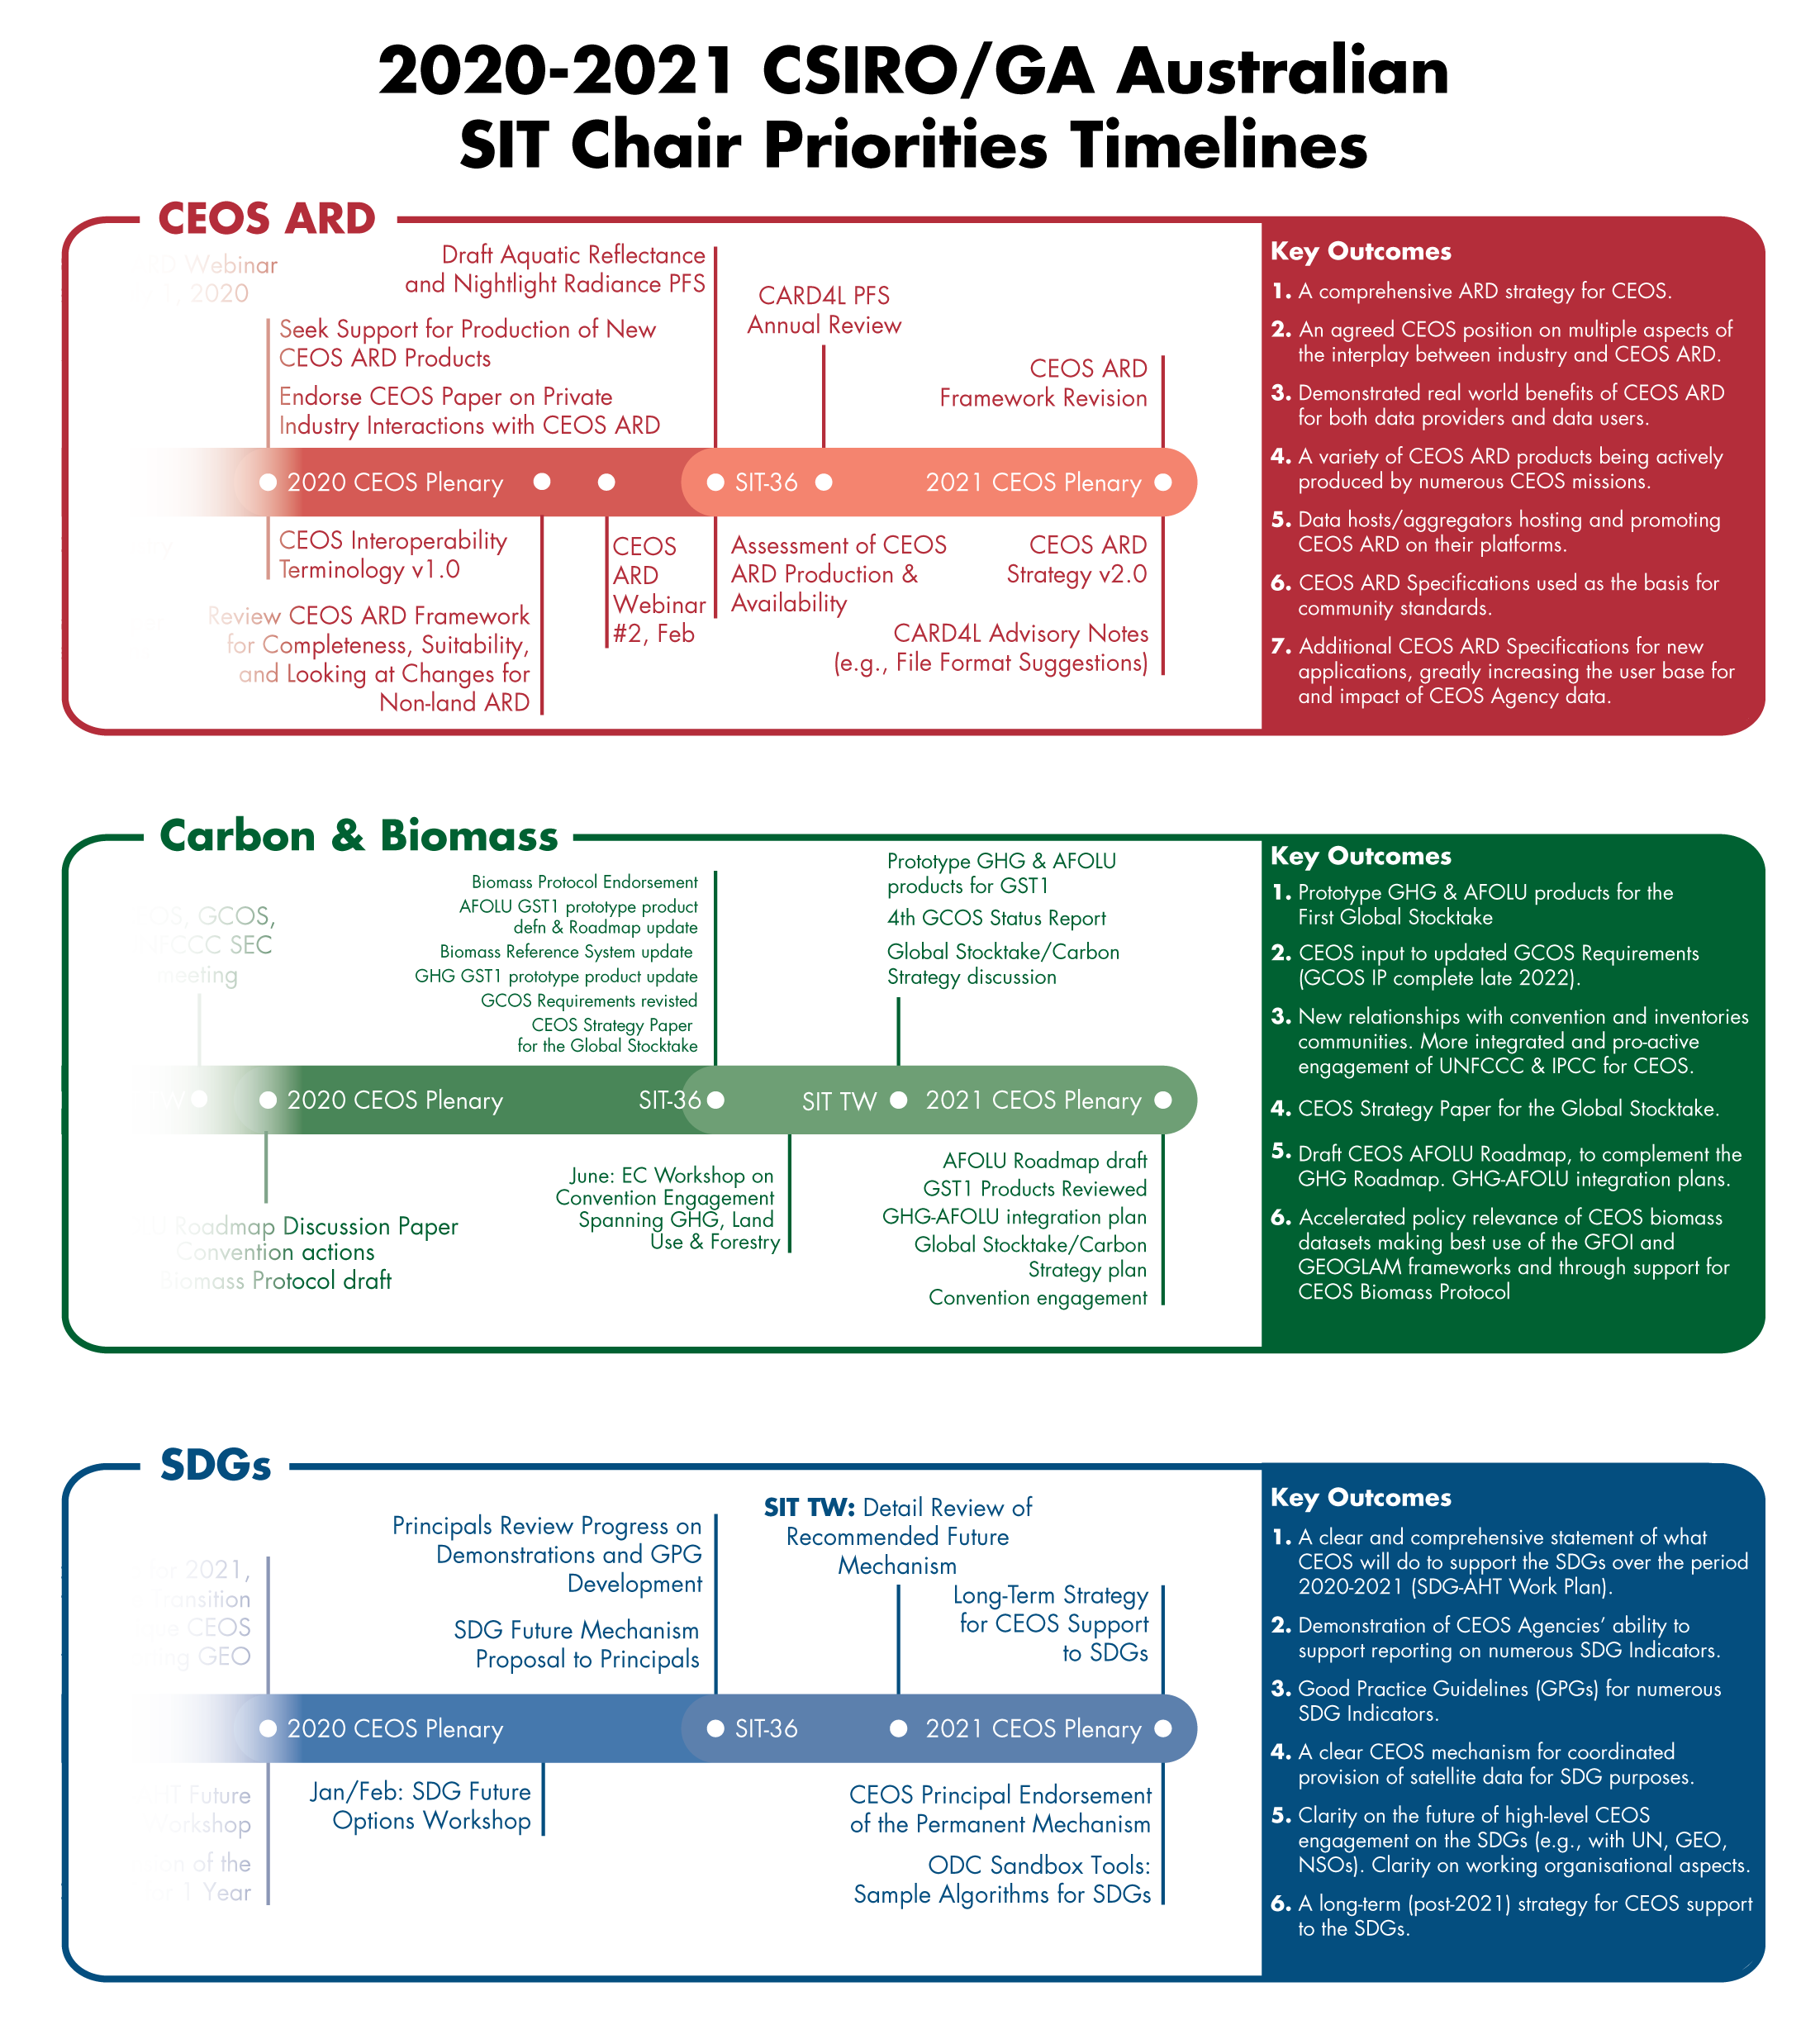 2020-2021 CSIRO/GA Australian
SIT Chair Priorities Timelines
CEOS ARD
Webinar
2020
Draft Aquatic Reflectance
and Nightlight Radiance PFS
CARD4L PFS
Annual Review
Seek Support for Production of New
CEOS ARD Products
Endorse CEOS Paper on Private
Industry Interactions with CEOS ARD
CEOS ARD
Framework Revision
2020 CEOS Plenary
SIT-36
2021 CEOS Plenary
CEOS Interoperability
Terminology v1.0
Review CEOS ARD Framework
for Completeness, Suitability,
and Looking at Changes for
Non-land ARD
CEOS
ARD
Webinar
#2, Feb
Assessment of CEOS
ARD Production &
Availability
CEOS ARD
Strategy v2.0
CARD4L Advisory Notes
(e.g., File Format Suggestions)
Key Outcomes
1. A comprehensive ARD strategy for CEOS.
2. An agreed CEOS position on multiple aspects of
the interplay between industry and CEOS ARD.
3. Demonstrated real world benefits of CEOS ARD
for both data providers and data users.
4. A variety of CEOS ARD products being actively
produced by numerous CEOS missions.
5. Data hosts/aggregators hosting and promoting
CEOS ARD on their platforms.
6. CEOS ARD Specifications used as the basis for
community standards.
7. Additional CEOS ARD Specifications for new
applications, greatly increasing the user base for
and impact of CEOS Agency data.
Carbon & Biomass
GCOS,
SEC
meeting
Biomass Protocol Endorsement
AFOLU GST1 prototype product
defn & Roadmap update
Biomass Reference System update
GHG GST1 prototype product update
GCOS Requirements revisted
CEOS Strategy Paper
for the Global Stocktake
Prototype GHG & AFOLU
products for GST1
4th GCOS Status Report
Global Stocktake/Carbon
Strategy discussion
2020 CEOS Plenary
SIT-36
SIT TW
2021 CEOS Plenary
Roadmap Discussion Paper
Convention actions
Biomass Protocol draft
June: EC Workshop on
Convention Engagement
Spanning GHG, Land
Use & Forestry
AFOLU Roadmap draft
GST1 Products Reviewed
GHG-AFOLU integration plan
Global Stocktake/Carbon
Strategy plan
Convention engagement
Key Outcomes
1. Prototype GHG & AFOLU products for the
First Global Stocktake
2. CEOS input to updated GCOS Requirements
(GCOS IP complete late 2022).
3. New relationships with convention and inventories
communities. More integrated and pro-active
engagement of UNFCCC & IPCC for CEOS.
4. CEOS Strategy Paper for the Global Stocktake.
5. Draft CEOS AFOLU Roadmap, to complement the
GHG Roadmap. GHG-AFOLU integration plans.
6. Accelerated policy relevance of CEOS biomass
datasets making best use of the GFOI and
GEOGLAM frameworks and through support for
CEOS Biomass Protocol
SDGs
2021,
Transition
CEOS
GEO
Principals Review Progress on
Demonstrations and GPG
Development
SDG Future Mechanism
Proposal to Principals
SIT TW: Detail Review of
Recommended Future
Mechanism
Long-Term Strategy
for CEOS Support
to SDGs
2020 CEOS Plenary
SIT-36
2021 CEOS Plenary
Future
Workshop
of the
1 Year
Jan/Feb: SDG Future
Options Workshop
CEOS Principal Endorsement
of the Permanent Mechanism
ODC Sandbox Tools:
Sample Algorithms for SDGs
Key Outcomes
1. A clear and comprehensive statement of what
CEOS will do to support the SDGs over the period
2020-2021 (SDG-AHT Work Plan).
2. Demonstration of CEOS Agencies' ability to
support reporting on numerous SDG Indicators.
3. Good Practice Guidelines (GPGs) for numerous
SDG Indicators.
4. A clear CEOS mechanism for coordinated
provision of satellite data for SDG purposes.
5. Clarity on the future of high-level CEOS
engagement on the SDGs (e.g., with UN, GEO,
NSOs). Clarity on working organisational aspects.
6. A long-term (post-2021) strategy for CEOS support
to the SDGs.